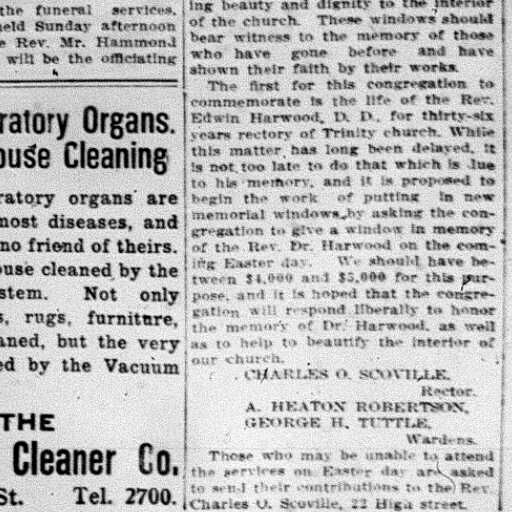 the funeral services,
held Sunday afternoon
Rev. Mr. Hammond
will be the officiating
ratory Organs.
ouse Cleaning
ratory organs are
most diseases, and
no friend of theirs.
ouse cleaned by the
stem. Not only
s, rugs, furniture,
aned, but the very
ed by the Vacuum
THE
Cleaner Co.
St. Tel. 2700.
ing beauty and dignity to the interior
of the church. These windows should
bear witness to the memory of those
who have gone before and have
shown their faith by their works.
The first for this congregation to
commemorate is the life of the Rev.
Edwin Harwood, D. D., for thirty-six
years rectory of Trinity church. While
this matter has long been delayed, it
is not too late to do that which is due
to his memory, and it is proposed to
begin the work of putting in new
memorial windows by asking the con-
gregation to give a window in memory
of the Rev. Dr. Harwood on the com-
ing Easter day. We should have be-
tween $4,000 and $5,000 for this pur-
pose, and it is hoped that the congre-
gation will respond liberally to honor
the memory of Dr. Harwood, as well
as to help to beautify the interior of
our church.
CHARLES O. SCOVILLE,
Rector.
A. HEATON ROBERTSON,
GEORGE H. TUTTLE,
Wardens.
Those who may be unable to attend
the services on Easter day are asked
to send their contributions to the Rev.
Charles O. Scoville, 22 High street.